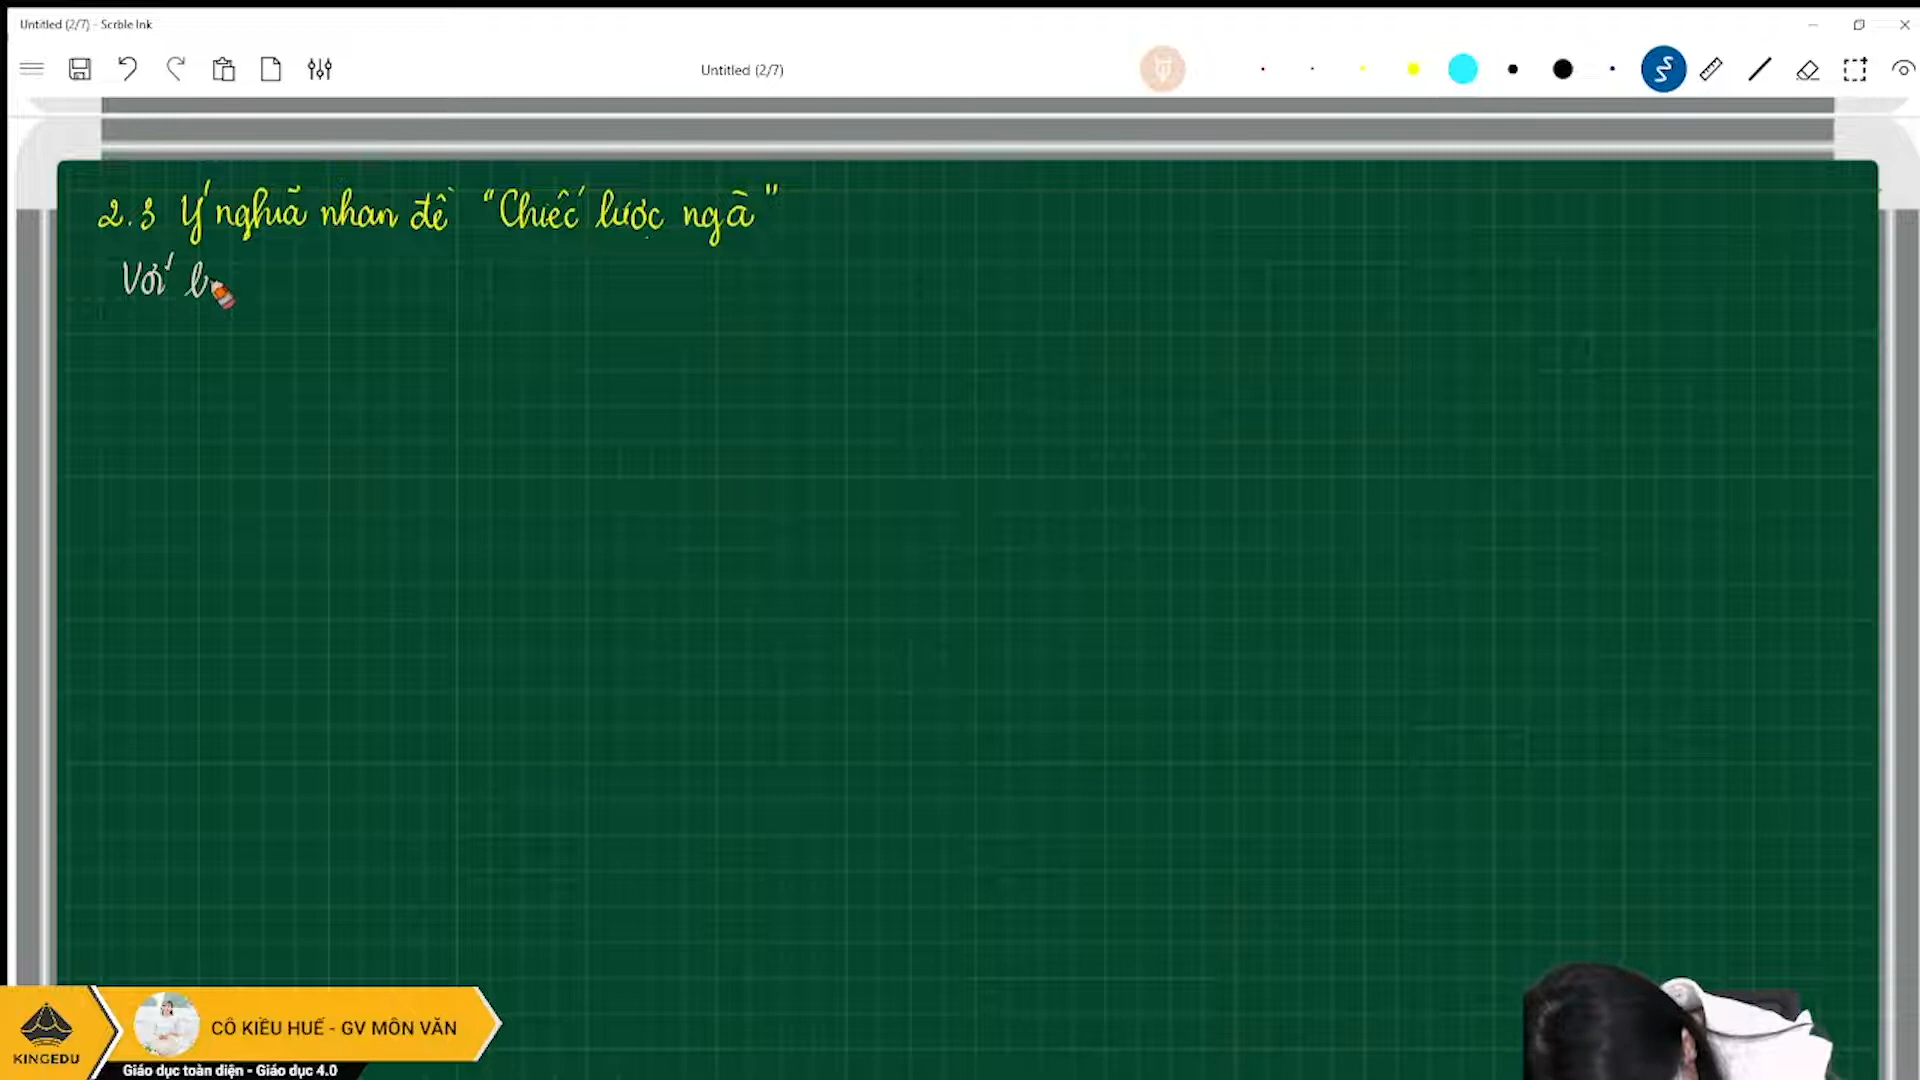 Untitled (2/7) - Scrble Ink
Untitled (2/7)
2.3 Ý nghĩa nhan đề "Chiếc lược ngà"
Với
CÔ KIỀU HUẾ - GV MÔN VĂN
KINGEDU
Giáo dục toàn diện - Giáo dục 4.0